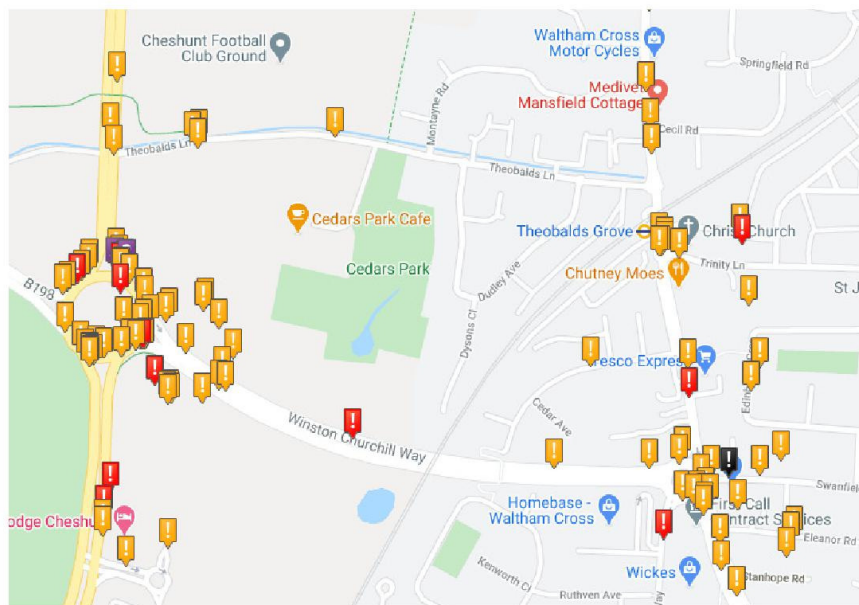 Cheshunt Football
Club Ground
Waltham Cross
Motor Cycles
Springfield Rd
Medivet
Mansfield Cottage
Montayne Rd
Cecil Rd
Theobalds Ln
Theobalds Ln
Cedars Park Cafe
Theobalds Grove
Church
Trinity Ln
B198
Cedars Park
Dudley Ave
Chutney Moes
St J
Dysons Cl
Tesco Express
Cedar Ave
Winston Churchill Way
Swanfield
Homebase -
Waltham Cross
First Call
Contract Services
Eleanor Rd
odge Cheshu
Kenworth Cl
Ruthven Ave
Wickes
Stanhope Rd